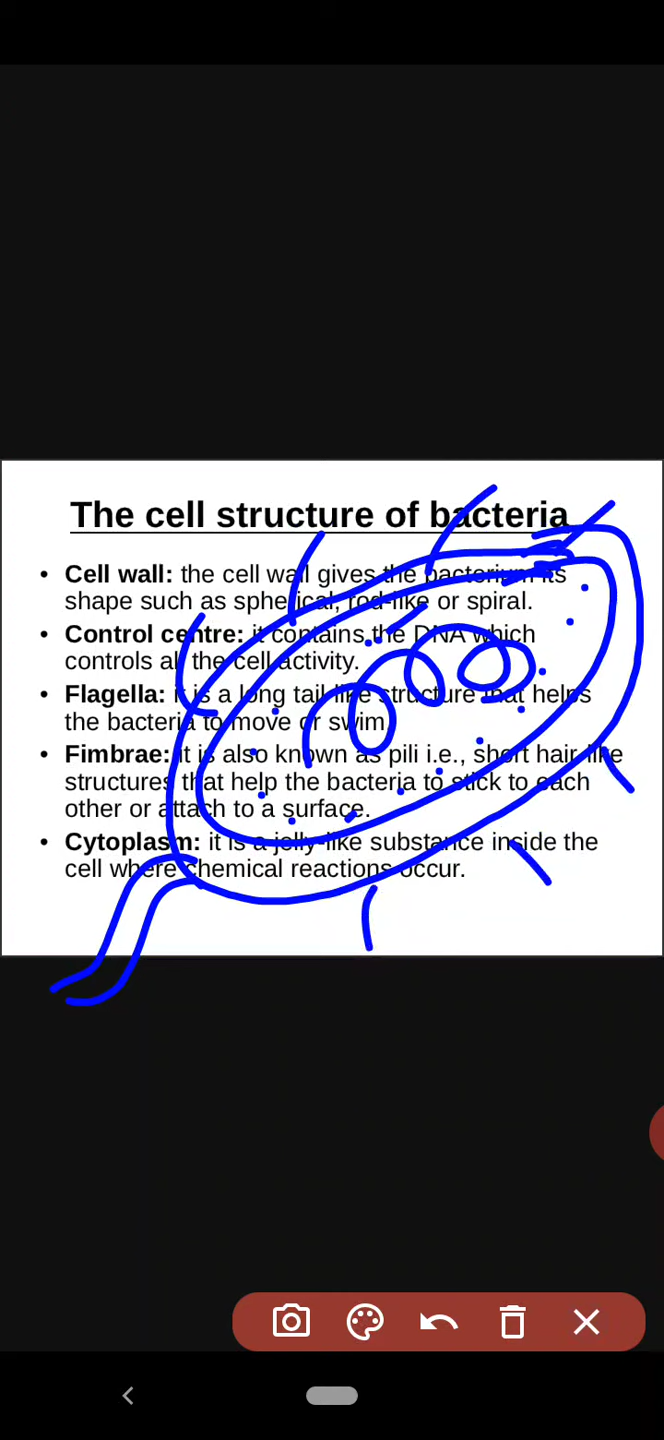 The cell structure of bacteria
• Cell wall: the cell wall gives the bacterium its
shape such as spherical, rod-like or spiral.
• Control centre: it contains the DNA which
controls all the cell activity.
• Flagella: it is a long tail-like structure that helps
the bacteria to move or swim.
• Fimbrae: it is also known as pili i.e., short hair-like
structures that help the bacteria to stick to each
other or attach to a surface.
• Cytoplasm: it is a jelly-like substance inside the
cell where chemical reactions occur.